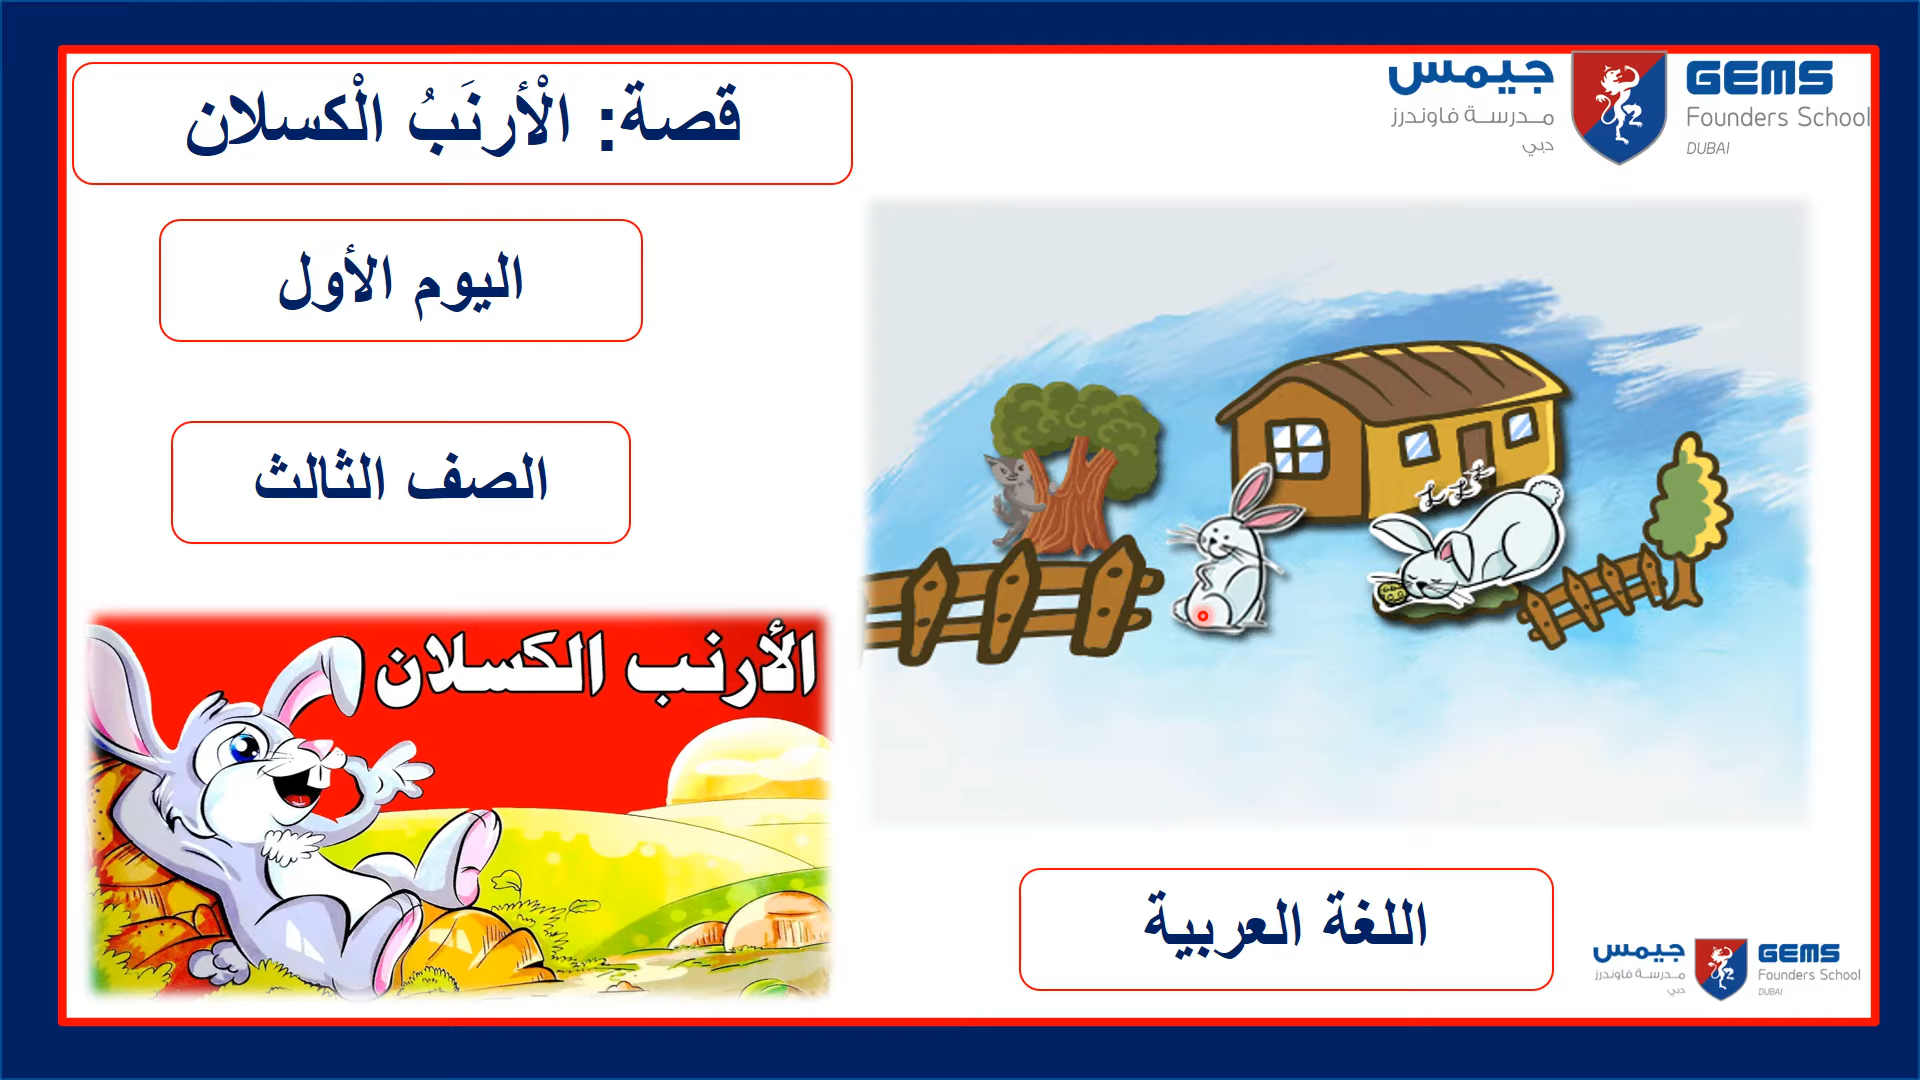 قصة: الْأرنَبُ الْكسلان
جيمس
مدرسة فاوندرز
دبي
GEMS
Founders School
DUBAI
اليوم الأول
الصف الثالث
الأرنب الكسلان
اللغة العربية
جيمس
مدرسة فاوندرز
دبي
GEMS
Founders School
DUBAI